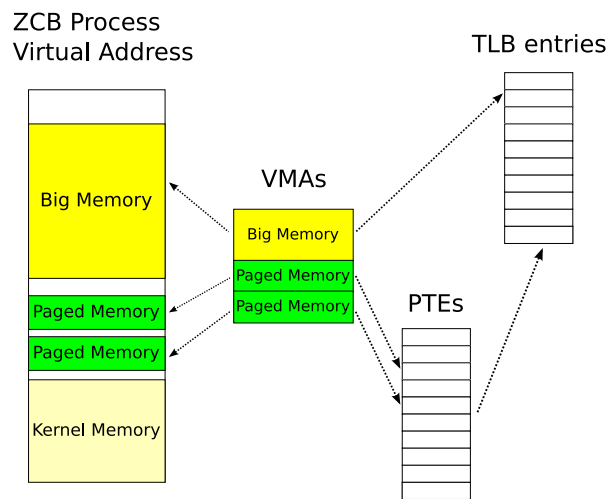 ZCB Process
Virtual Address
TLB entries
Big Memory
VMAs
Big Memory
Paged Memory
Paged Memory
PTEs
Paged Memory
Paged Memory
Kernel Memory